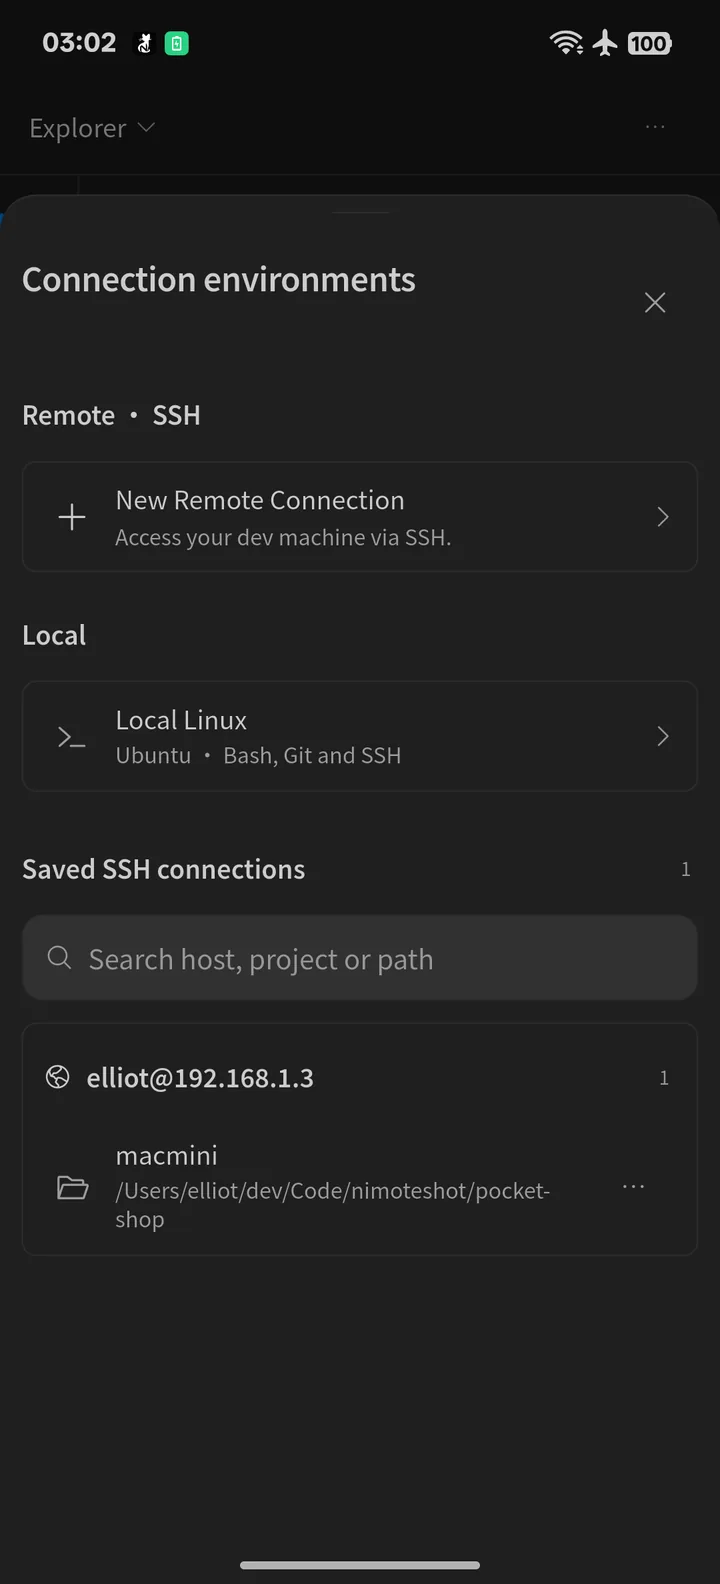 03:02
100
Explorer
Connection environments
Remote • SSH
New Remote Connection
Access your dev machine via SSH.
Local
Local Linux
Ubuntu • Bash, Git and SSH
Saved SSH connections
1
Search host, project or path
elliot@192.168.1.3
1
macmini
/Users/elliot/dev/Code/nimoteshot/pocket-
shop